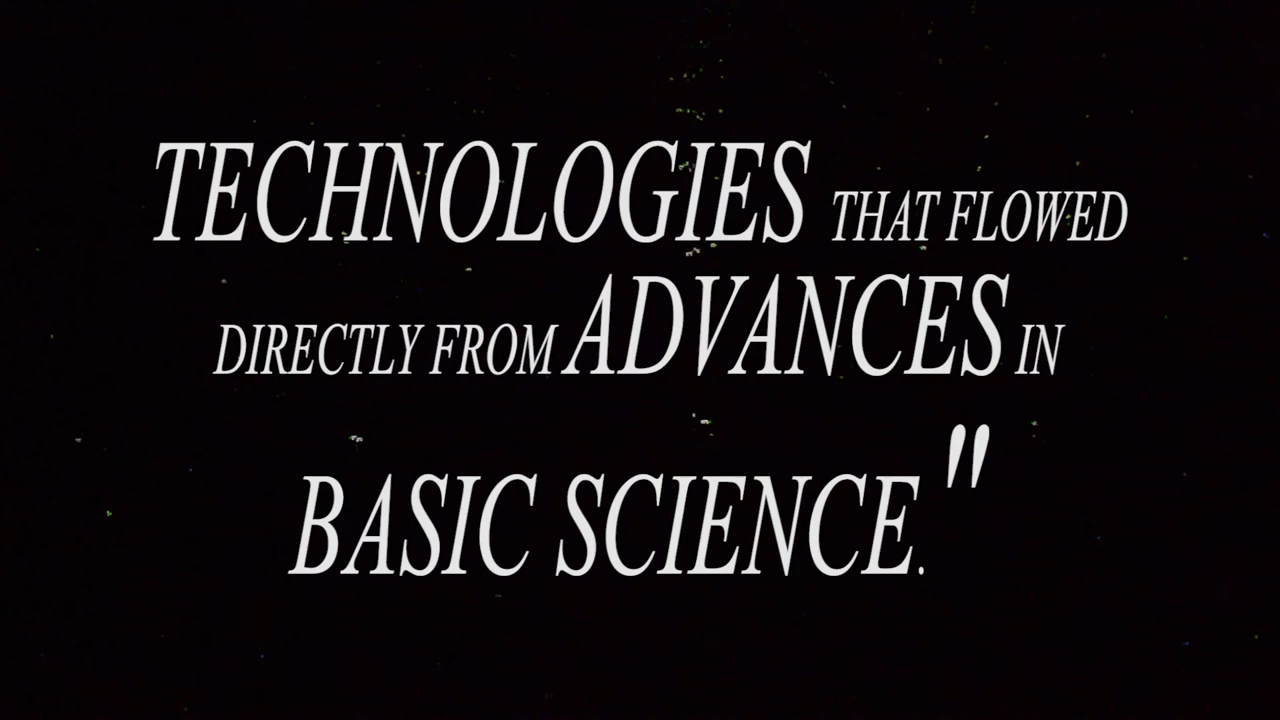 TECHNOLOGIES THAT FLOWED
DIRECTLY FROM ADVANCES IN
BASIC SCIENCE."